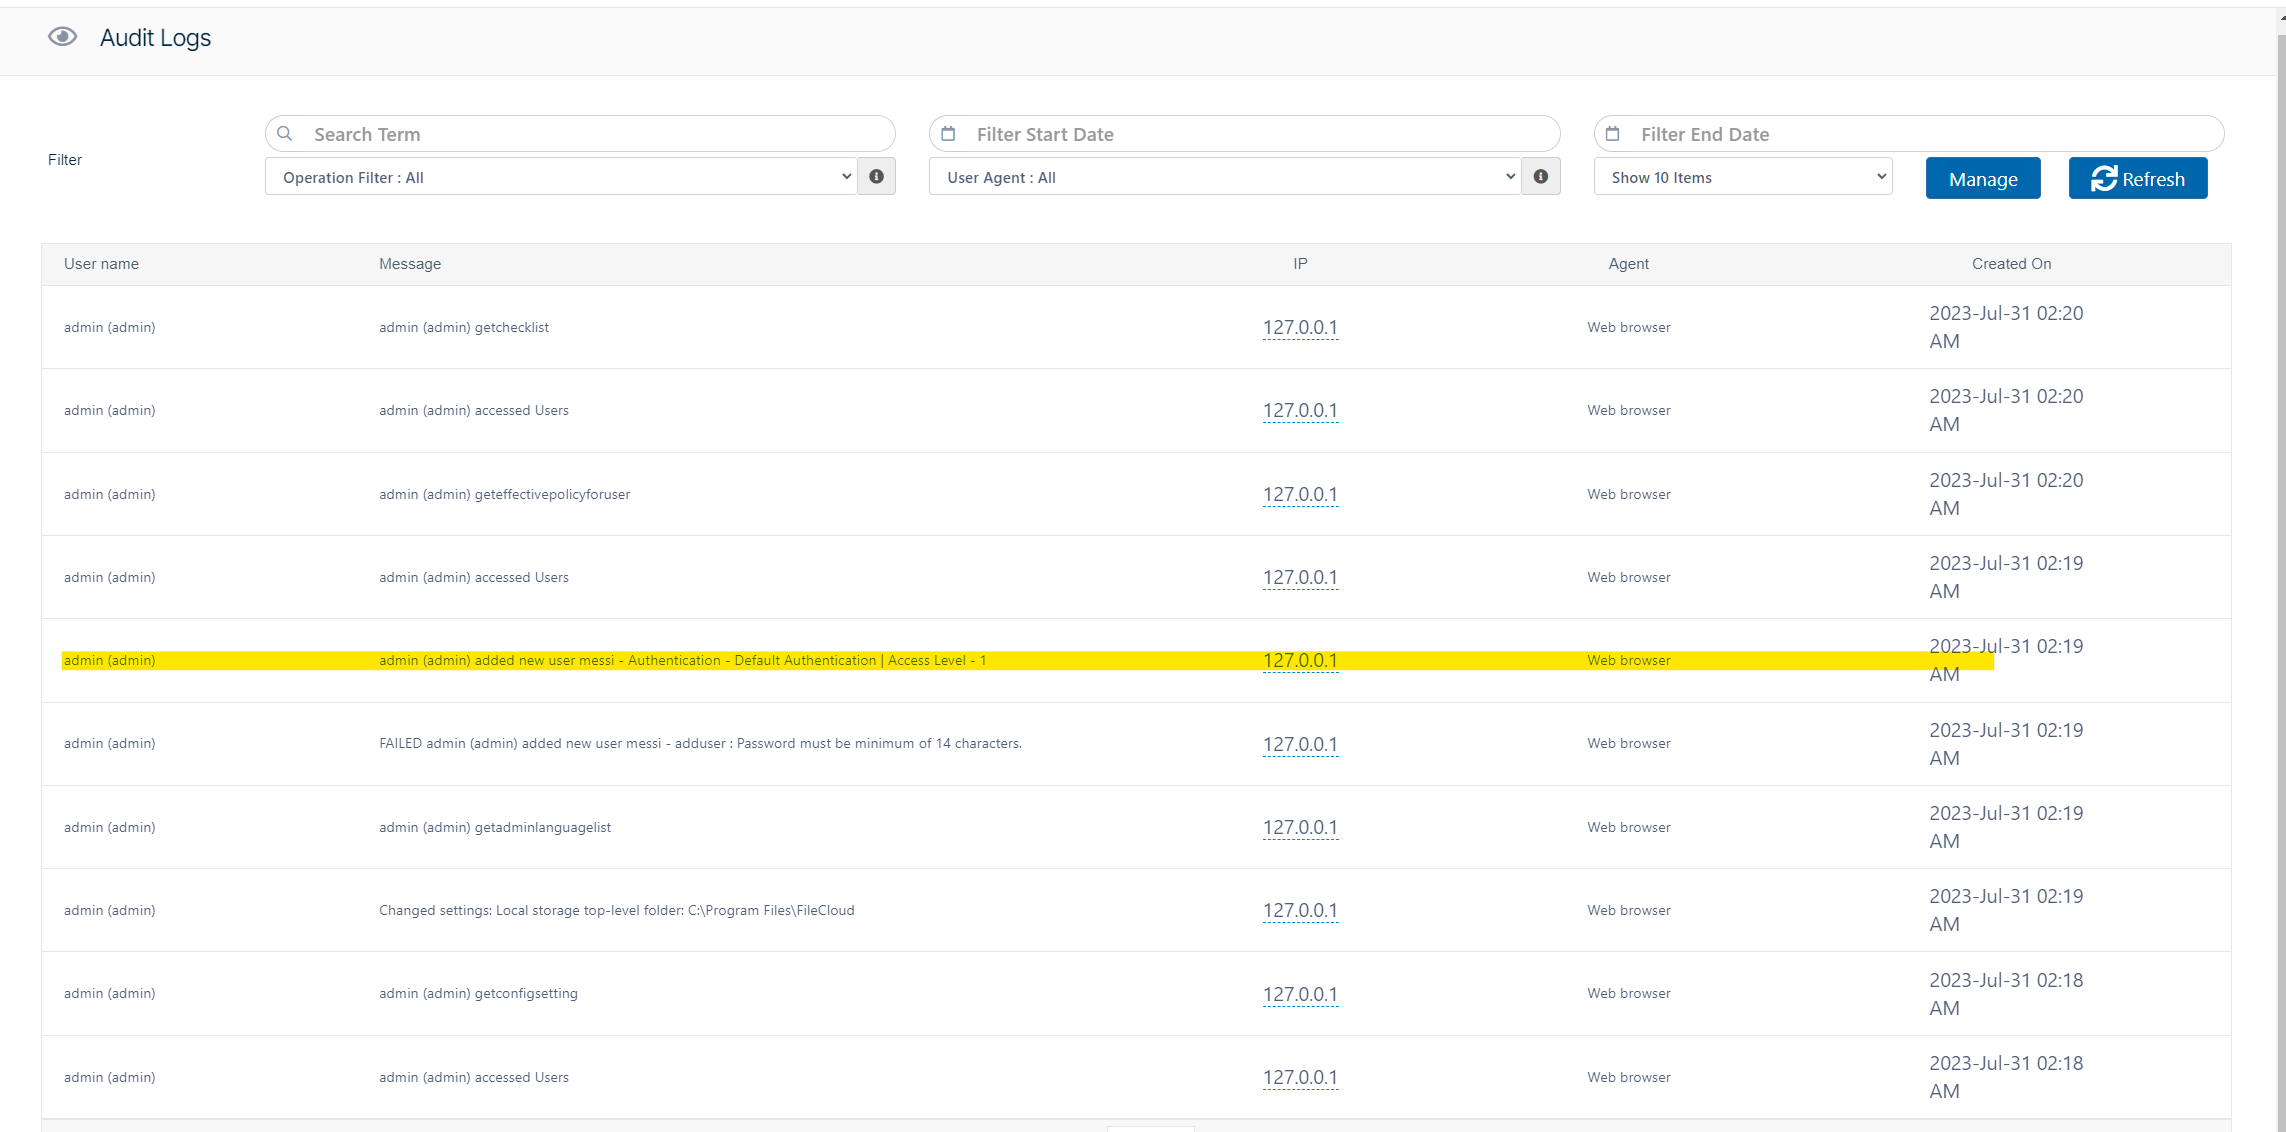 Audit Logs
Filter
Search Term
Filter Start Date
Filter End Date
Operation Filter : All
User Agent : All
Show 10 Items
Manage
Refresh
User name Message IP Agent Created On
admin (admin) admin (admin) getchecklist 127.0.0.1 Web browser 2023-Jul-31 02:20
AM
admin (admin) admin (admin) accessed Users 127.0.0.1 Web browser 2023-Jul-31 02:20
AM
admin (admin) admin (admin) geteffectivepolicyforuser 127.0.0.1 Web browser 2023-Jul-31 02:20
AM
admin (admin) admin (admin) accessed Users 127.0.0.1 Web browser 2023-Jul-31 02:19
AM
admin (admin) admin (admin) added new user messi - Authentication - Default Authentication | Access Level - 1 127.0.0.1 Web browser 2023-Jul-31 02:19
AM
admin (admin) FAILED admin (admin) added new user messi - adduser : Password must be minimum of 14 characters. 127.0.0.1 Web browser 2023-Jul-31 02:19
AM
admin (admin) admin (admin) getadminlanguagelist 127.0.0.1 Web browser 2023-Jul-31 02:19
AM
admin (admin) Changed settings: Local storage top-level folder: C:\Program Files\FileCloud 127.0.0.1 Web browser 2023-Jul-31 02:19
AM
admin (admin) admin (admin) getconfigsetting 127.0.0.1 Web browser 2023-Jul-31 02:18
AM
admin (admin) admin (admin) accessed Users 127.0.0.1 Web browser 2023-Jul-31 02:18
AM